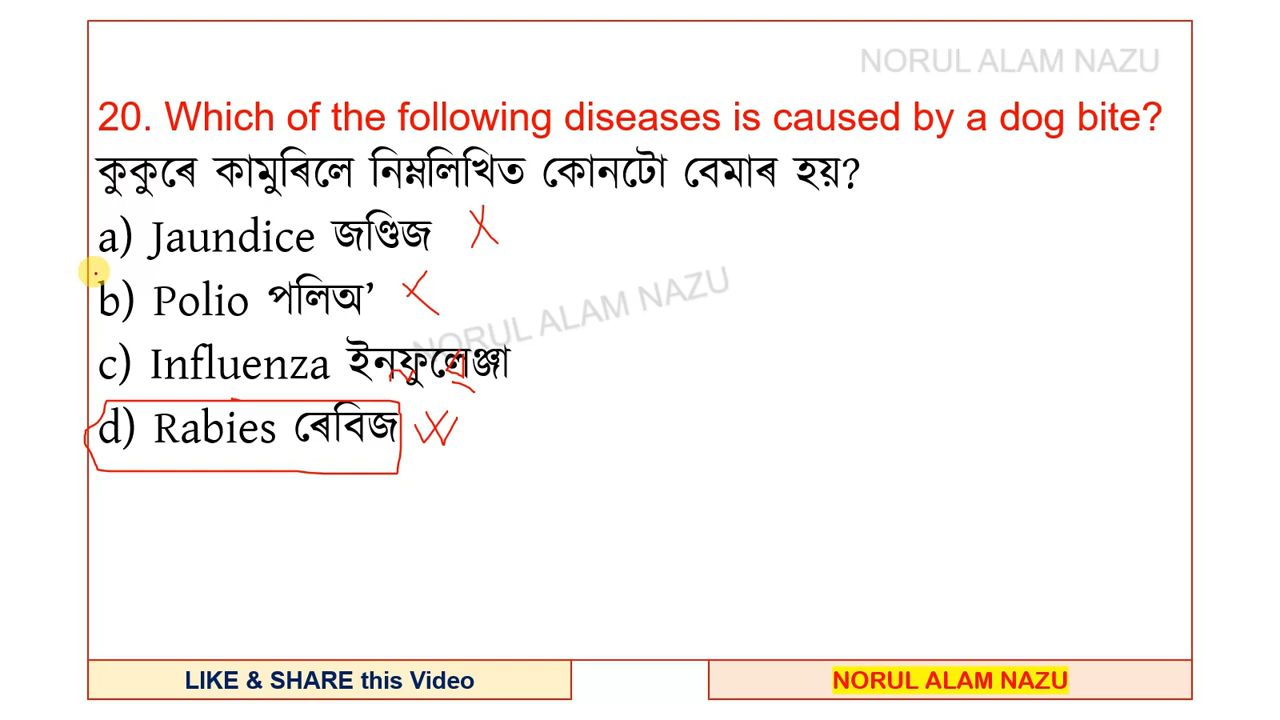 NORUL ALAM NAZU
20. Which of the following diseases is caused by a dog bite?
কুকুৰে কামুৰিলে নিম্নলিখিত কোনটো বেমাৰ হয়?
a) Jaundice জণ্ডিজ
b) Polio পলিঅ’
NORUL ALAM NAZU
c) Influenza ইনফুলেঞ্জা
d) Rabies ৰেবিজ
LIKE & SHARE this Video
NORUL ALAM NAZU